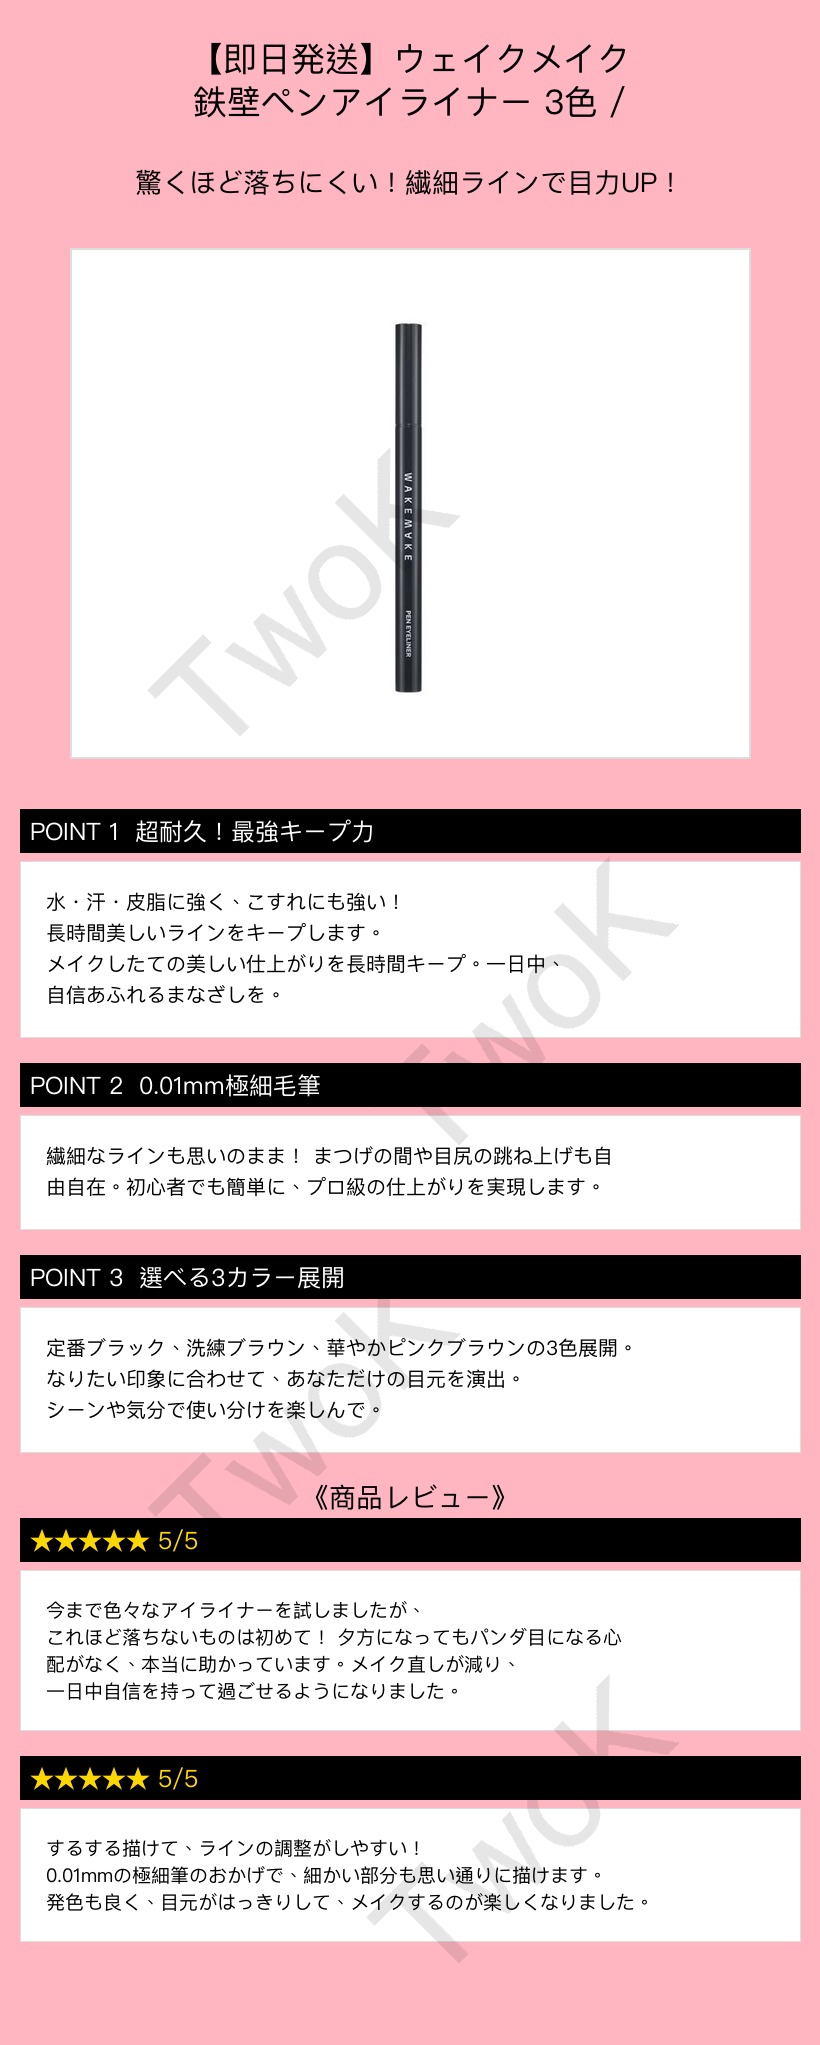 【即日発送】ウェイクメイク
鉄壁ペンアイライナー 3色 /
驚くほど落ちにくい！繊細ラインで目力UP！
WAKEMAKE
PEN EYELINER
TwoK
POINT 1 超耐久！最強キープ力
水・汗・皮脂に強く、こすれにも強い！
長時間美しいラインをキープします。
メイクしたての美しい仕上がりを長時間キープ。一日中、
自信あふれるまなざしを。
TwoK
POINT 2 0.01mm極細毛筆
繊細なラインも思いのまま！ まつげの間や目尻の跳ね上げも自
由自在。初心者でも簡単に、プロ級の仕上がりを実現します。
POINT 3 選べる3カラー展開
定番ブラック、洗練ブラウン、華やかピンクブラウンの3色展開。
なりたい印象に合わせて、あなただけの目元を演出。
シーンや気分で使い分けを楽しんで。
TwoK
《商品レビュー》
★★★★★ 5/5
今まで色々なアイライナーを試しましたが、
これほど落ちないものは初めて！ 夕方になってもパンダ目になる心
配がなく、本当に助かっています。メイク直しが減り、
一日中自信を持って過ごせるようになりました。
★★★★★ 5/5
するする描けて、ラインの調整がしやすい！
0.01mmの極細筆のおかげで、細かい部分も思い通りに描けます。
発色も良く、目元がはっきりして、メイクするのが楽しくなりました。
TwoK